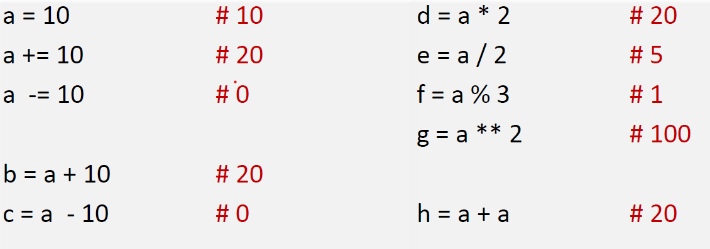 a = 10 # 10
a += 10 # 20
a -= 10 # 0
b = a + 10 # 20
c = a - 10 # 0
d = a * 2 # 20
e = a / 2 # 5
f = a % 3 # 1
g = a ** 2 # 100
h = a + a # 20